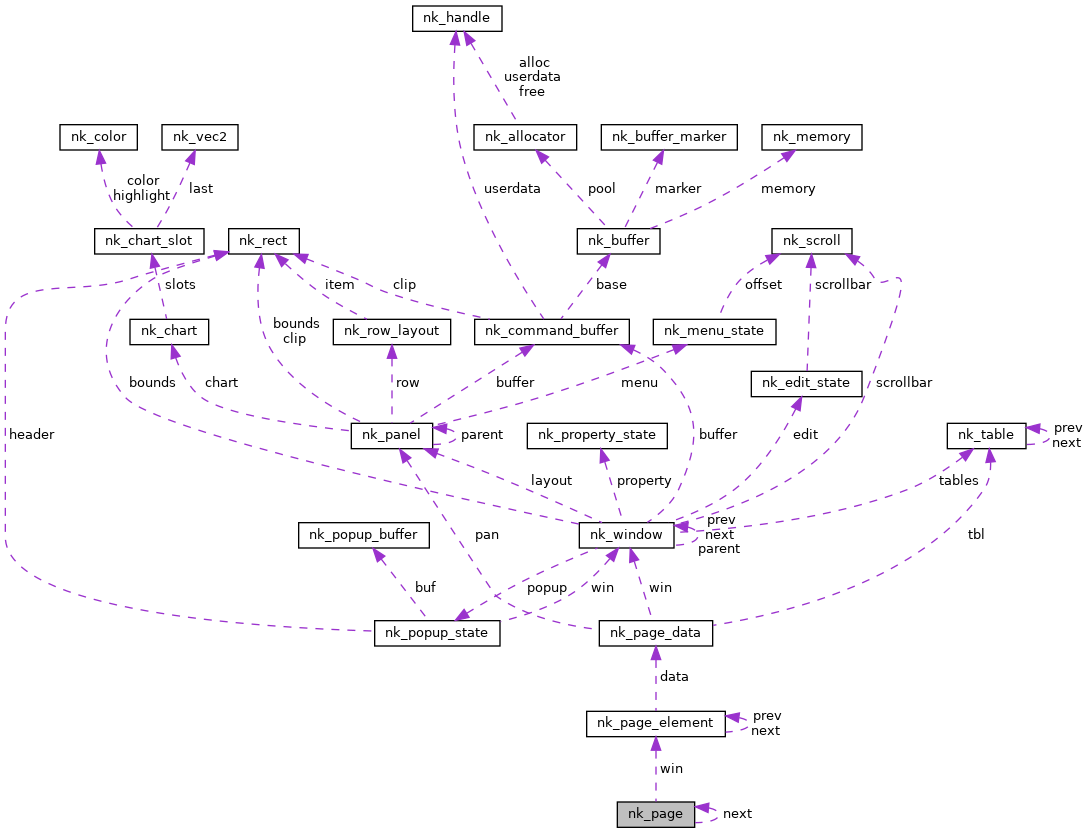 nk_handle
alloc
userdata
free
nk_color
nk_vec2
nk_allocator
nk_buffer_marker
nk_memory
color
highlight
last
userdata
pool
marker
memory
nk_chart_slot
nk_rect
nk_buffer
nk_scroll
slots
item
clip
base
offset
scrollbar
nk_chart
bounds
clip
nk_row_layout
nk_command_buffer
nk_menu_state
bounds
chart
row
buffer
menu
nk_edit_state
scrollbar
header
nk_panel
parent
nk_property_state
buffer
edit
nk_table
prev
next
layout
property
tables
nk_popup_buffer
pan
nk_window
prev
next
parent
tbl
buf
popup
win
win
nk_popup_state
nk_page_data
data
nk_page_element
prev
next
win
nk_page
next